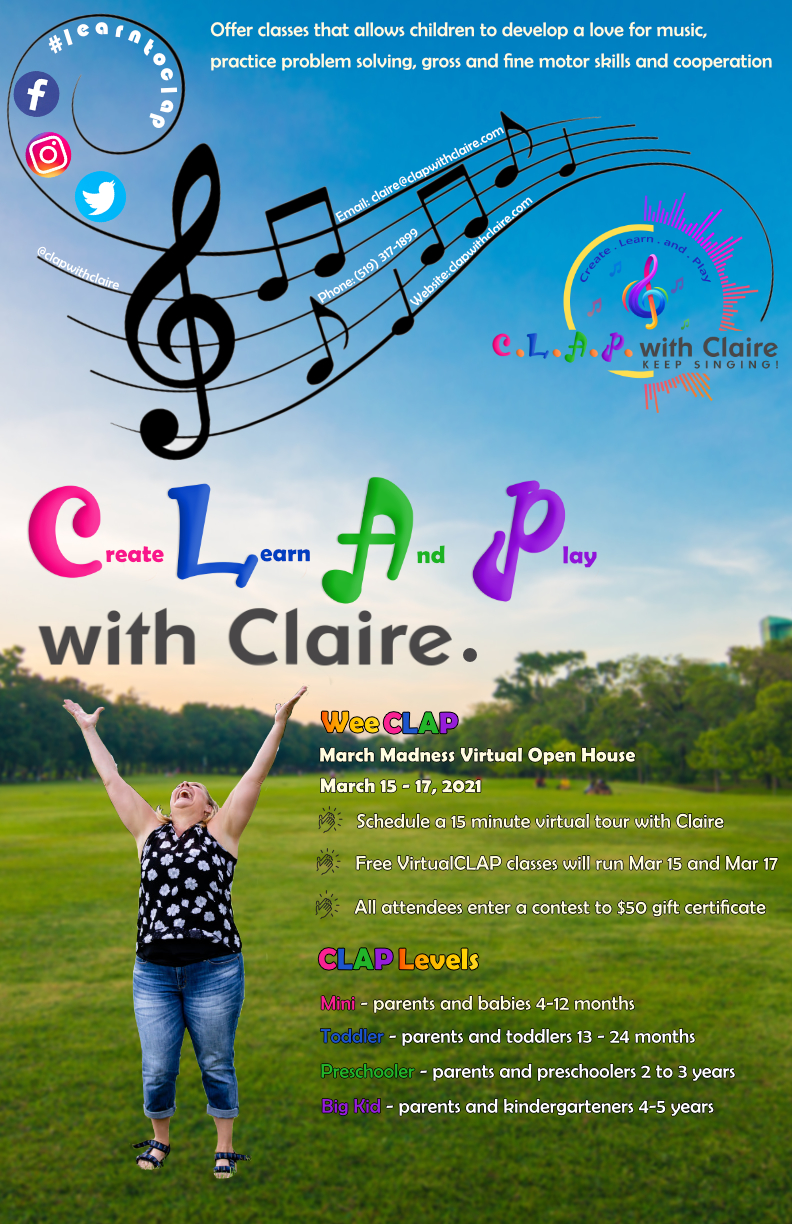 #learntoclap
Offer classes that allows children to develop a love for music,
practice problem solving, gross and fine motor skills and cooperation
@clapwithclaire
Email: claire@clapwithclaire.com
Phone: (519) 317-1899
Website: clapwithclaire.com
Create . Learn . and . Play
C.L.A.P. with Claire
KEEP SINGING!
Create Learn And Play
with Claire.
Wee CLAP
March Madness Virtual Open House
March 15 - 17, 2021
Schedule a 15 minute virtual tour with Claire
Free VirtualCLAP classes will run Mar 15 and Mar 17
All attendees enter a contest to $50 gift certificate
CLAP Levels
Mini - parents and babies 4-12 months
Toddler - parents and toddlers 13 - 24 months
Preschooler - parents and preschoolers 2 to 3 years
Big Kid - parents and kindergarteners 4-5 years